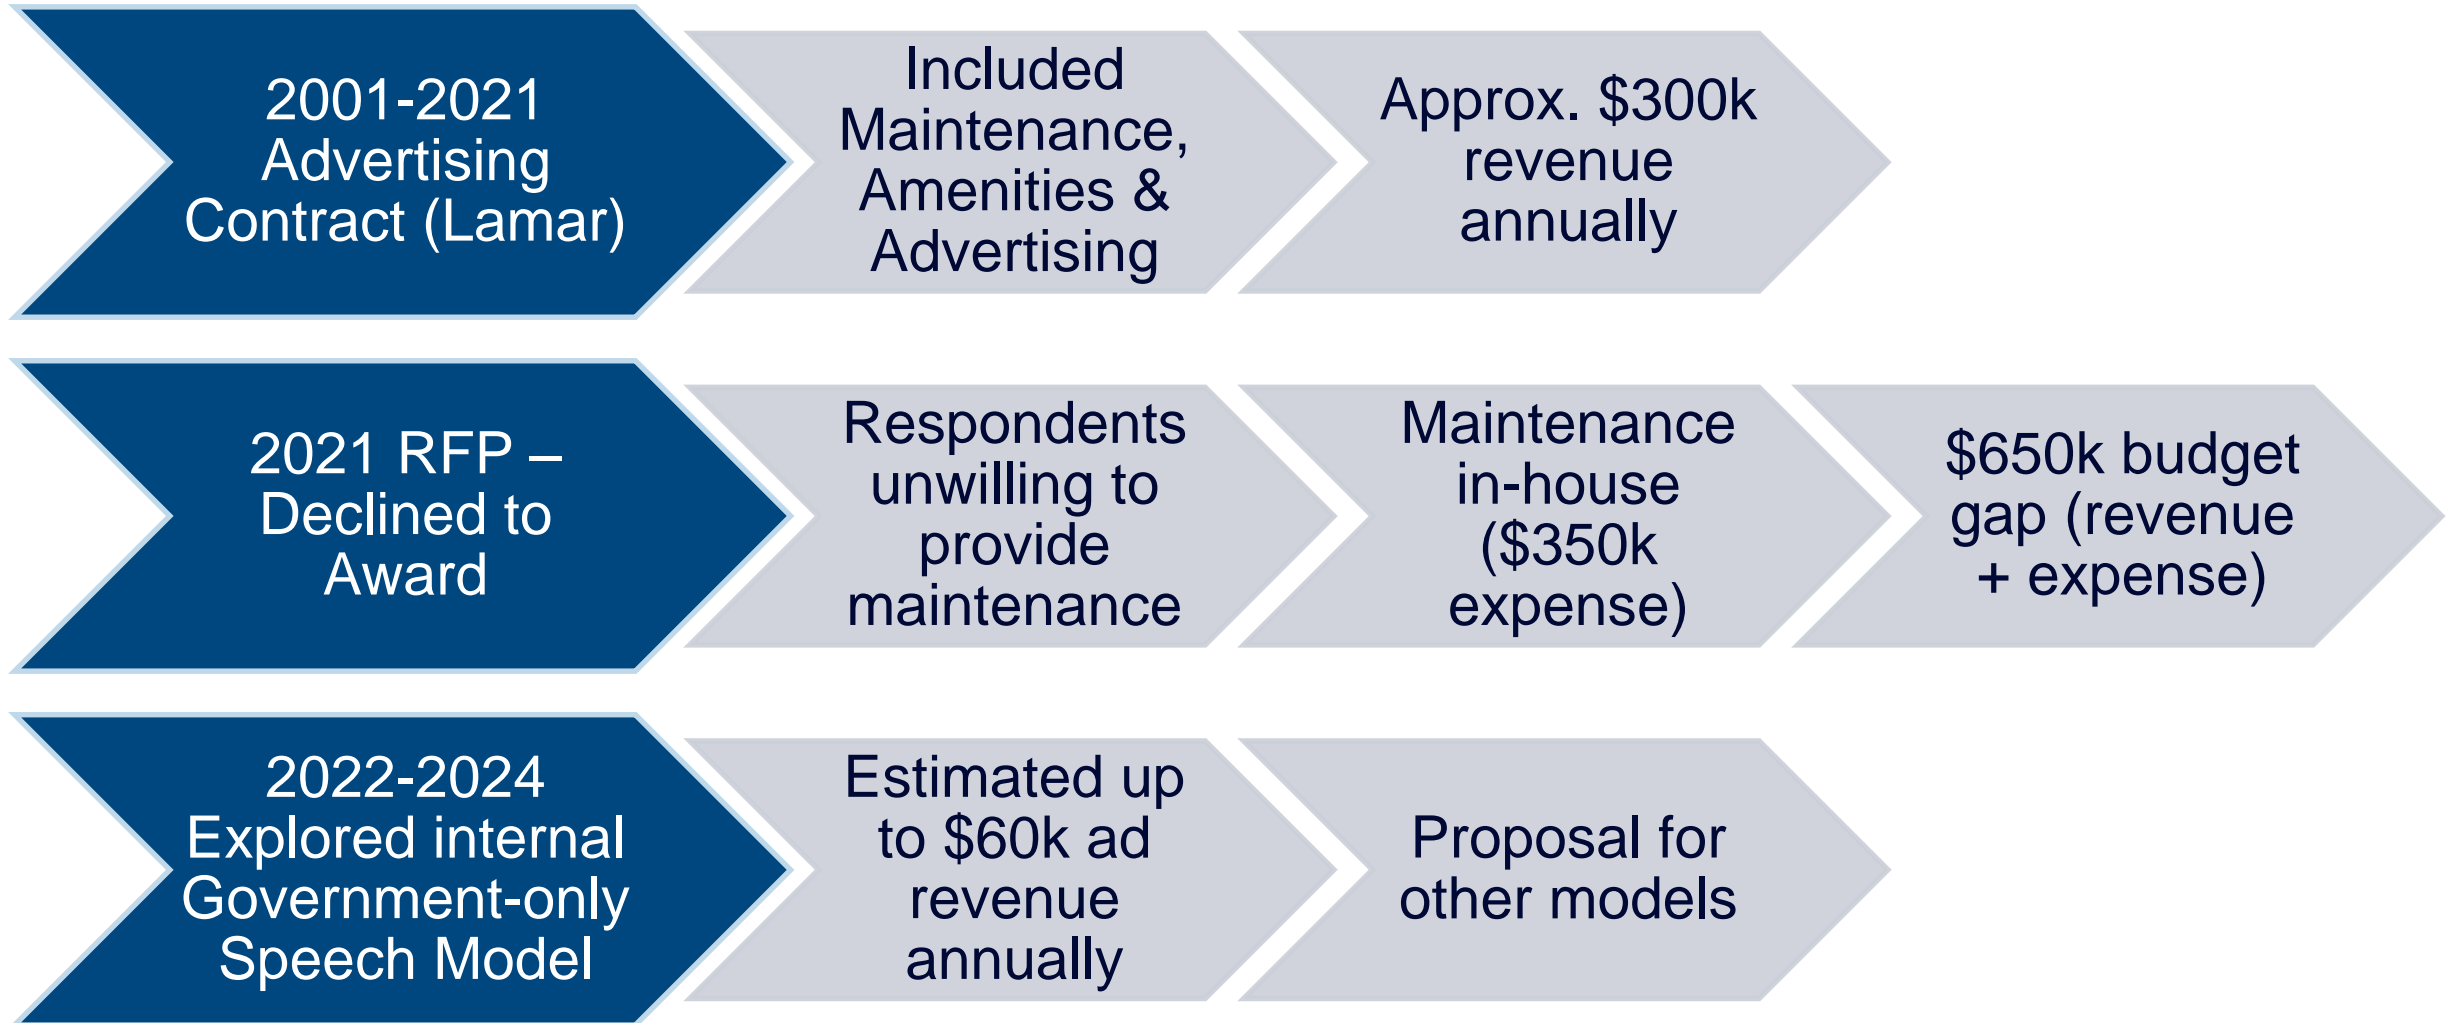 2001-2021
Advertising
Contract (Lamar)
Included
Maintenance,
Amenities &
Advertising
Approx. $300k
revenue
annually
2021 RFP –
Declined to
Award
Respondents
unwilling to
provide
maintenance
Maintenance
in-house
($350k
expense)
$650k budget
gap (revenue
+ expense)
2022-2024
Explored internal
Government-only
Speech Model
Estimated up
to $60k ad
revenue
annually
Proposal for
other models